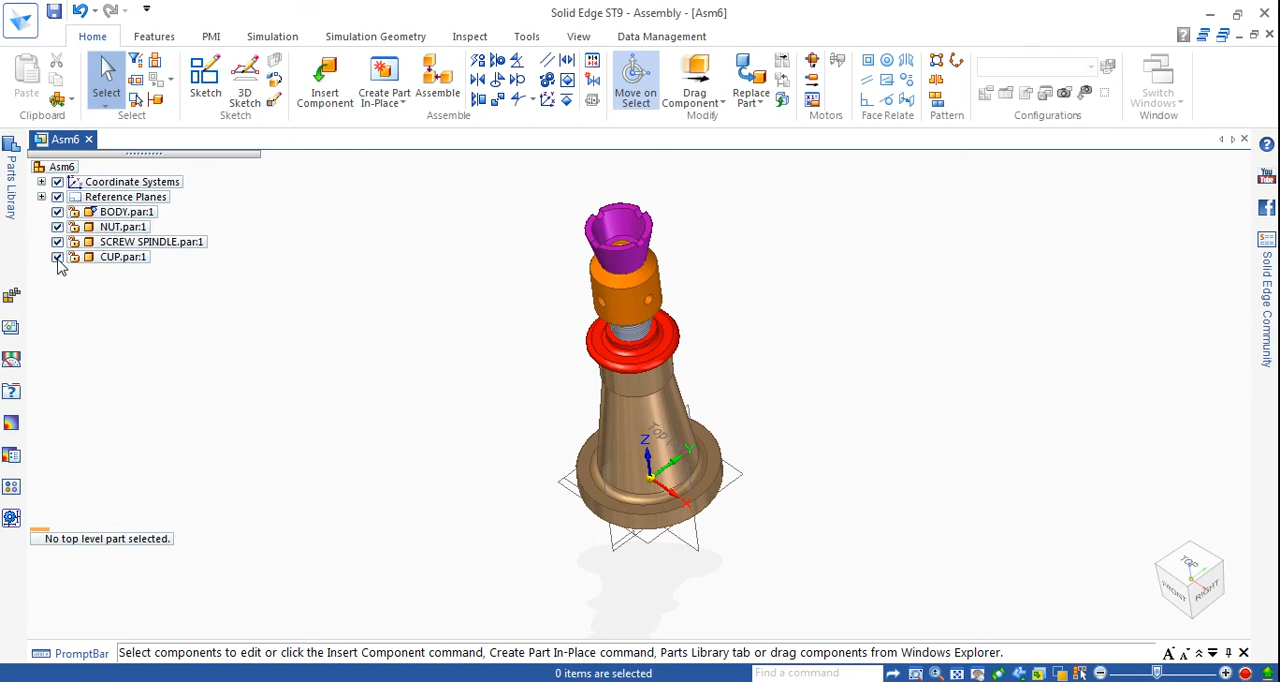 Solid Edge ST9 - Assembly - [Asm6]
Home Features PMI Simulation Simulation Geometry Inspect Tools View Data Management
Paste
Clipboard
Select
Select
Sketch
3D Sketch
Sketch
Insert Component
Create Part In-Place
Assemble
Assemble
Move on Select
Drag Component
Replace Part
Modify
Motors
Face Relate
Pattern
Configurations
Switch Windows
Window
Asm6
Parts Library
Asm6
Coordinate Systems
Reference Planes
BODY.par:1
NUT.par:1
SCREW SPINDLE.par:1
CUP.par:1
No top level part selected.
Z
Y
X
TOP
FRONT
RIGHT
You Tube
Solid Edge Community
PromptBar
Select components to edit or click the Insert Component command, Create Part In-Place command, Parts Library tab or drag components from Windows Explorer.
0 items are selected
Find a command